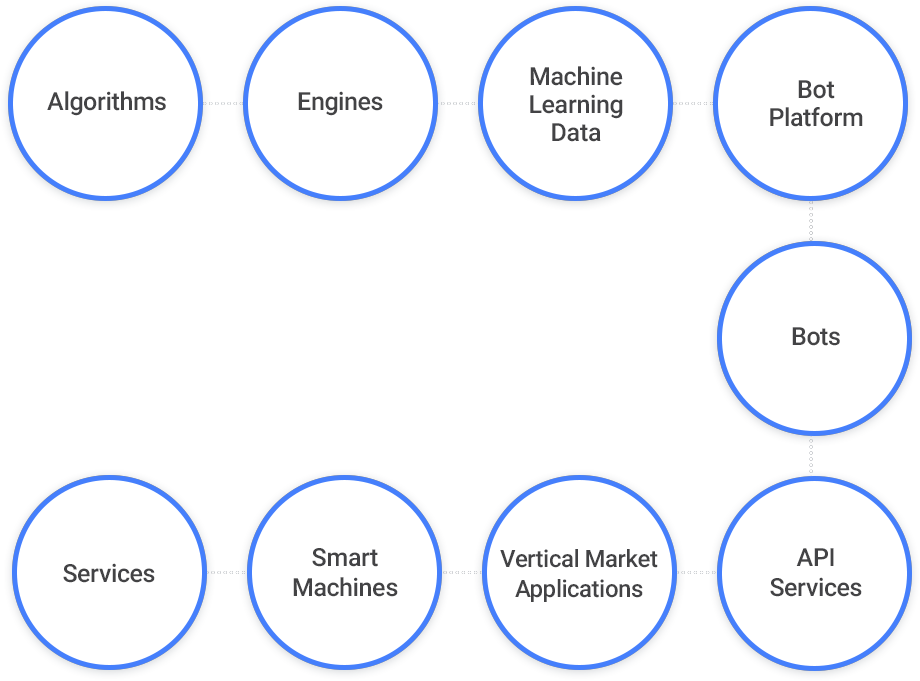 Algorithms
Engines
Machine
Learning
Data
Bot
Platform
Bots
Services
Smart
Machines
Vertical Market
Applications
API
Services